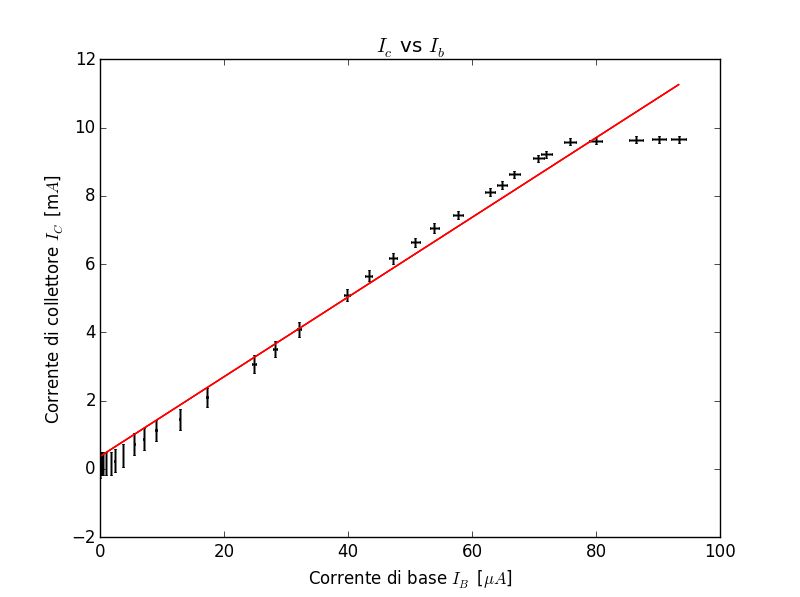 I_c vs I_b
12
10
8
6
4
2
0
−2
Corrente di collettore I_C [mA]
0 20 40 60 80 100
Corrente di base I_B [μA]